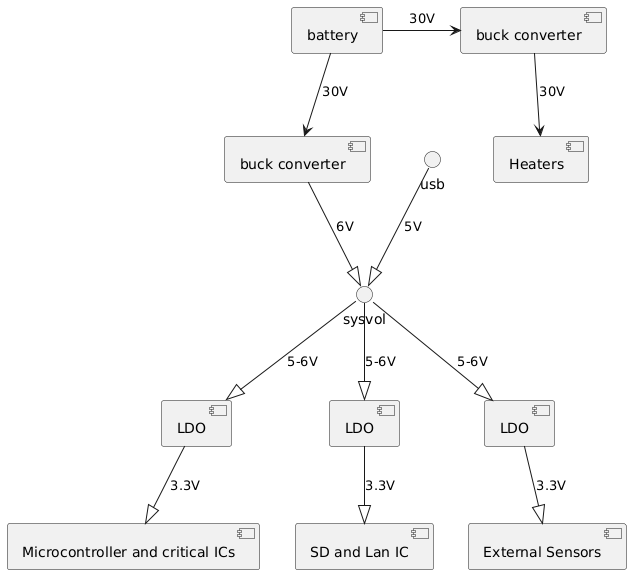 battery
30V
buck converter
30V
30V
buck converter
usb
Heaters
6V
5V
sysvol
5-6V
5-6V
5-6V
LDO
LDO
LDO
3.3V
3.3V
3.3V
Microcontroller and critical ICs
SD and Lan IC
External Sensors